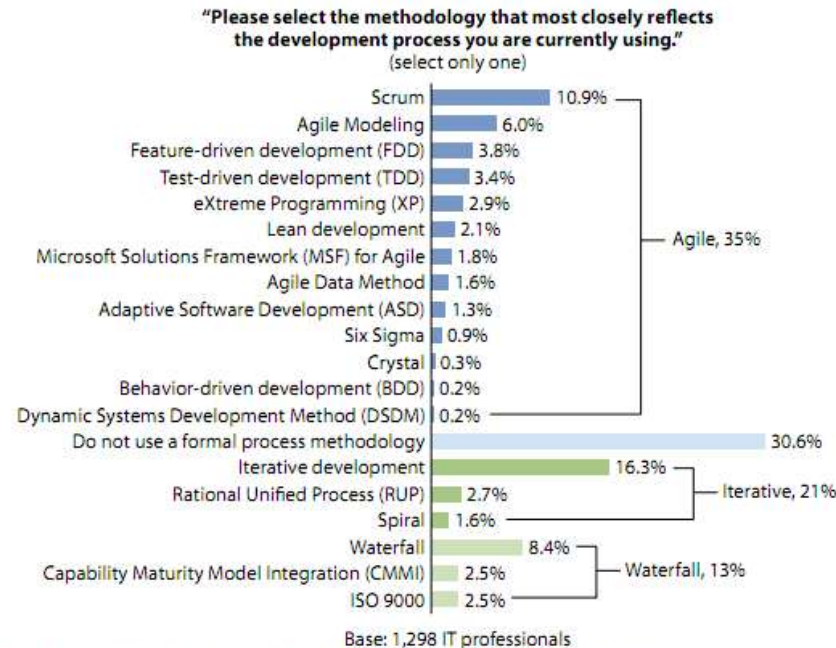 “Please select the methodology that most closely reflects
the development process you are currently using.”
(select only one)
Scrum 10.9%
Agile Modeling 6.0%
Feature-driven development (FDD) 3.8%
Test-driven development (TDD) 3.4%
eXtreme Programming (XP) 2.9%
Lean development 2.1%
Agile, 35%
Microsoft Solutions Framework (MSF) for Agile 1.8%
Agile Data Method 1.6%
Adaptive Software Development (ASD) 1.3%
Six Sigma 0.9%
Crystal 0.3%
Behavior-driven development (BDD) 0.2%
Dynamic Systems Development Method (DSDM) 0.2%
Do not use a formal process methodology 30.6%
Iterative development 16.3%
Rational Unified Process (RUP) 2.7%
Iterative, 21%
Spiral 1.6%
Waterfall 8.4%
Capability Maturity Model Integration (CMMI) 2.5%
Waterfall, 13%
ISO 9000 2.5%
Base: 1,298 IT professionals